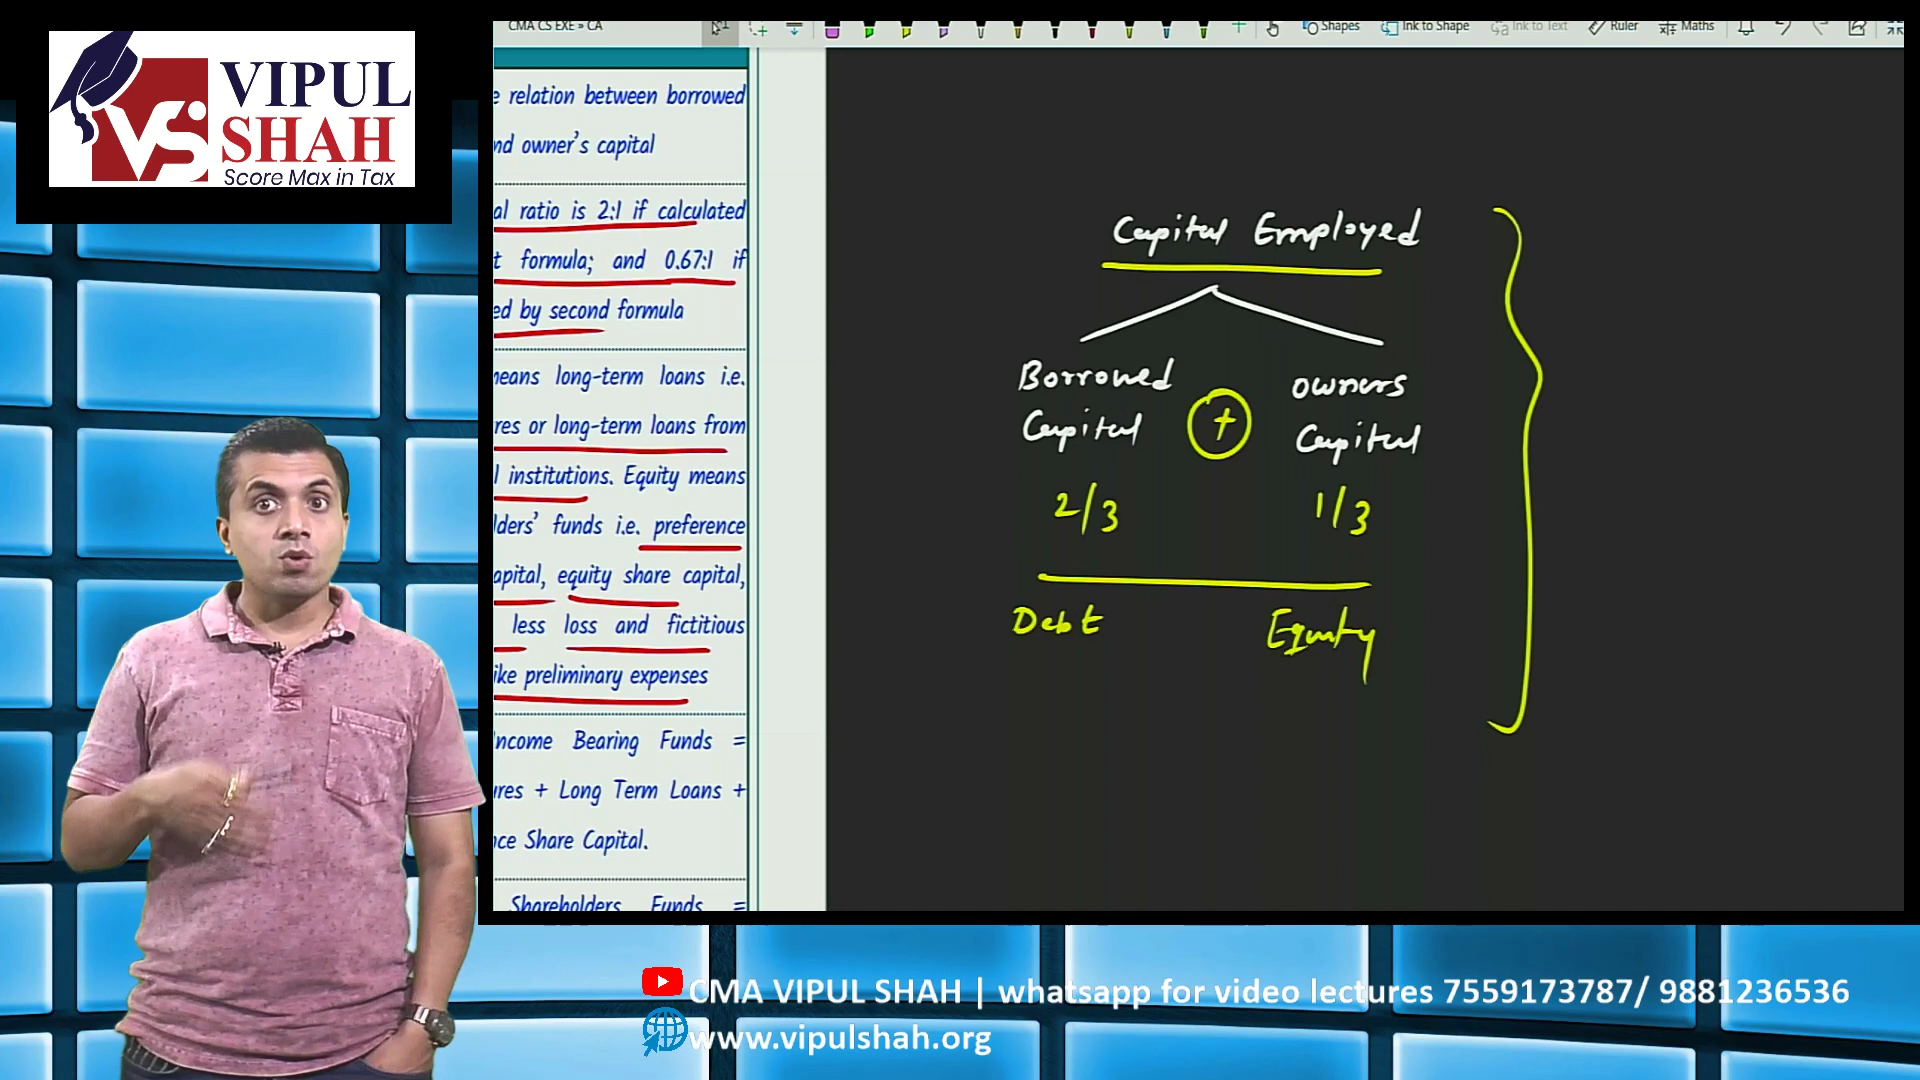 VIPUL
SHAH
Score Max in Tax
VS
CMA CS EXE » CA
Shapes
Ink to Shape
Ink to Text
Ruler
Maths
e relation between borrowed
nd owner's capital
al ratio is 2:1 if calculated
t formula; and 0.67:1 if
ed by second formula
means long-term loans i.e.
res or long-term loans from
l institutions. Equity means
lders' funds i.e. preference
apital, equity share capital,
less loss and fictitious
ike preliminary expenses
Income Bearing Funds =
ures + Long Term Loans +
nce Share Capital.
Shareholders Funds =
Capital Employed
Borrowed
Capital
+
owners
Capital
2/3
1/3
Debt
Equity
CMA VIPUL SHAH | whatsapp for video lectures 7559173787/ 9881236536
www.vipulshah.org